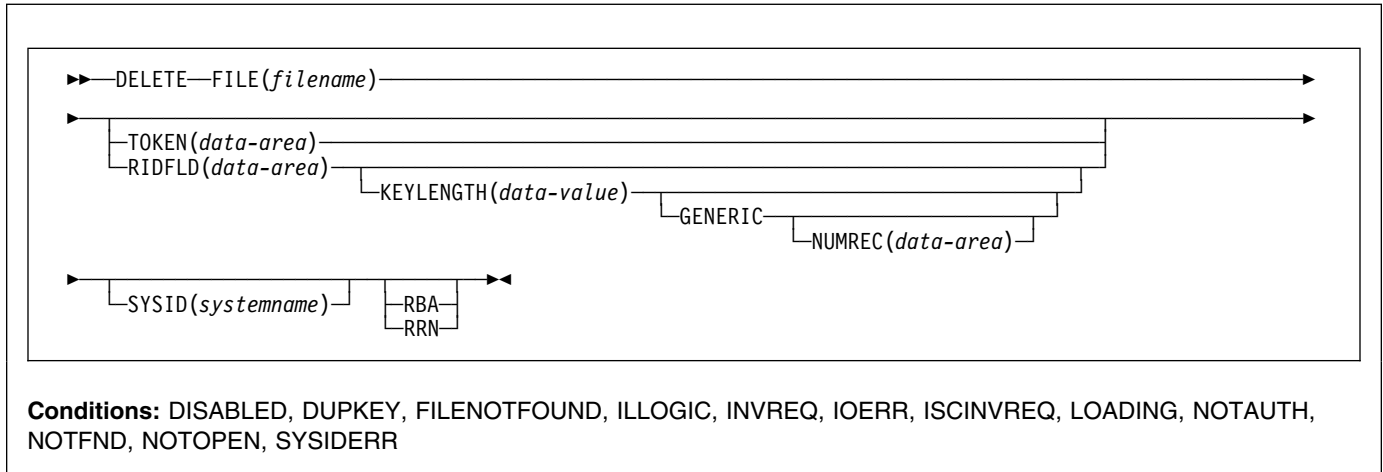 DELETE FILE(filename)
TOKEN(data-area)
RIDFLD(data-area)
KEYLENGTH(data-value)
GENERIC
NUMREC(data-area)
SYSID(systemname) RBA
RRN
Conditions: DISABLED, DUPKEY, FILENOTFOUND, ILLOGIC, INVREQ, IOERR, ISCINVREQ, LOADING, NOTAUTH,
NOTFND, NOTOPEN, SYSIDERR